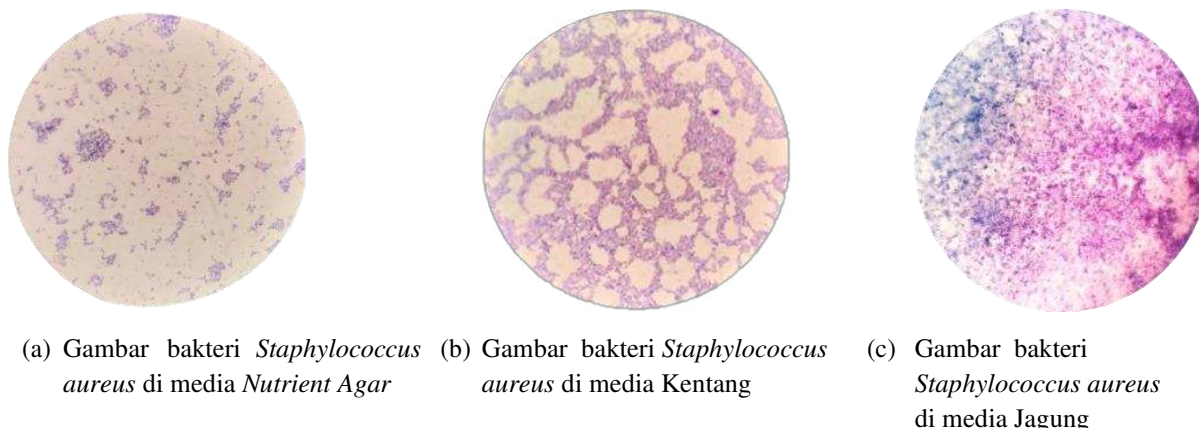 (a) Gambar bakteri Staphylococcus
aureus di media Nutrient Agar
(b) Gambar bakteri Staphylococcus
aureus di media Kentang
(c) Gambar bakteri
Staphylococcus aureus
di media Jagung